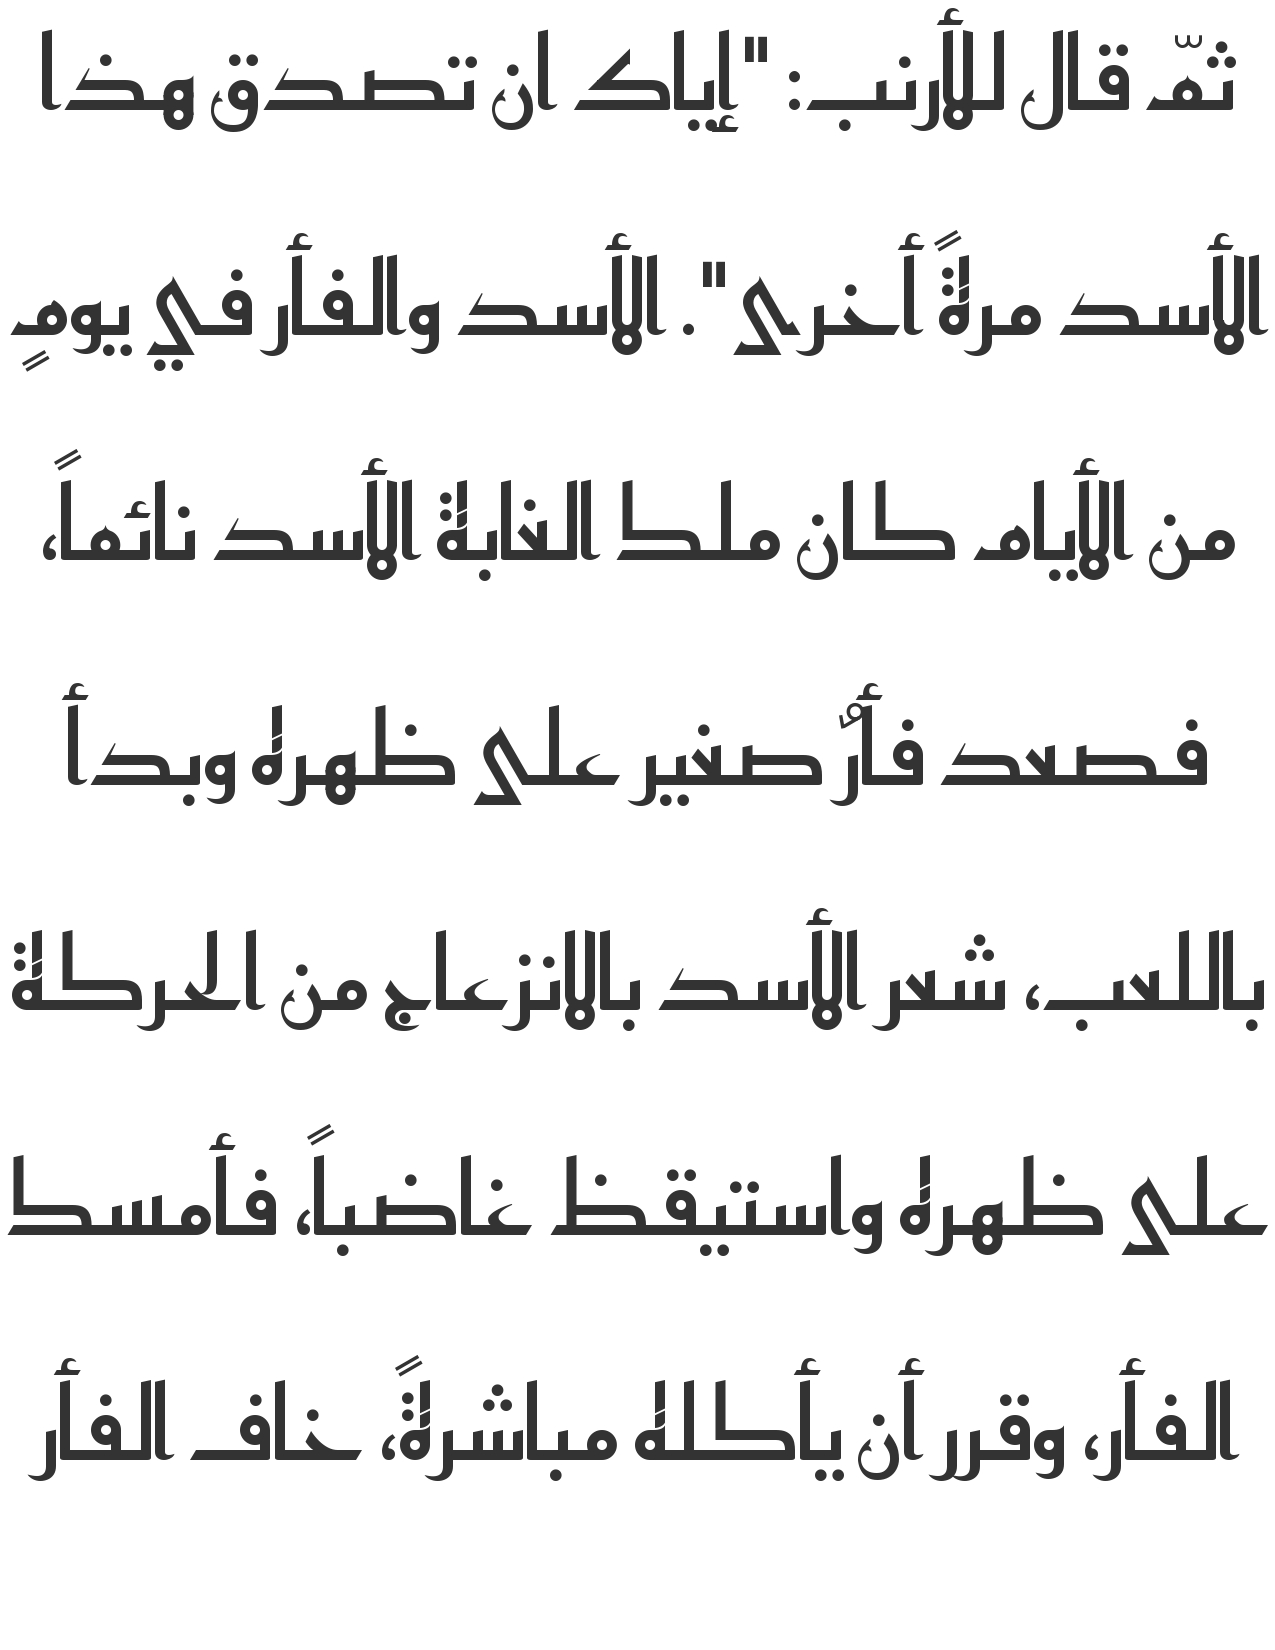 ثمّ قال للأرنب: "إياك ان تصدق هذا
الأسد مرةً أخرى". الأسد والفأر في يومٍ
من الأيام كان ملك الغابة الأسد نائماً،
فصعد فأرٌ صغير على ظهره وبدأ
باللعب، شعر الأسد بالانزعاج من الحركة
على ظهره واستيقظ غاضباً، فأمسك
الفأر، وقرر أن يأكله مباشرةً، خاف الفأر